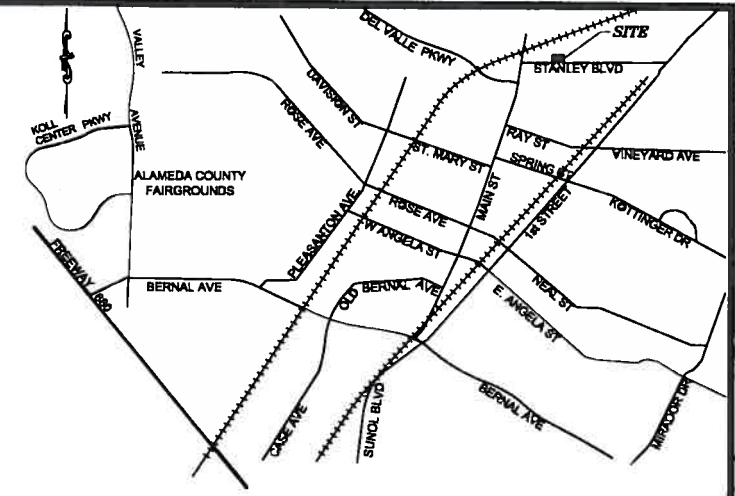 DEL VALLE PKWY
SITE
STANLEY BLVD
VALLEY
AVENUE
DAVISION ST
ROSE AVE
KOLL
CENTER PKWY
RAY ST
VINEYARD AVE
ST. MARY ST
SPRING ST
MAIN ST
1st STREET
ALAMEDA COUNTY
FAIRGROUNDS
KOTTINGER DR
PLEASANTON AVE.
ROSE AVE
W ANGELA ST
FREEWAY 680
BERNAL AVE
OLD BERNAL AVE
NEAL ST
E. ANGELA ST
CASE AVE
SUNOL BLVD
BERNAL AVE
MIRADOR DR